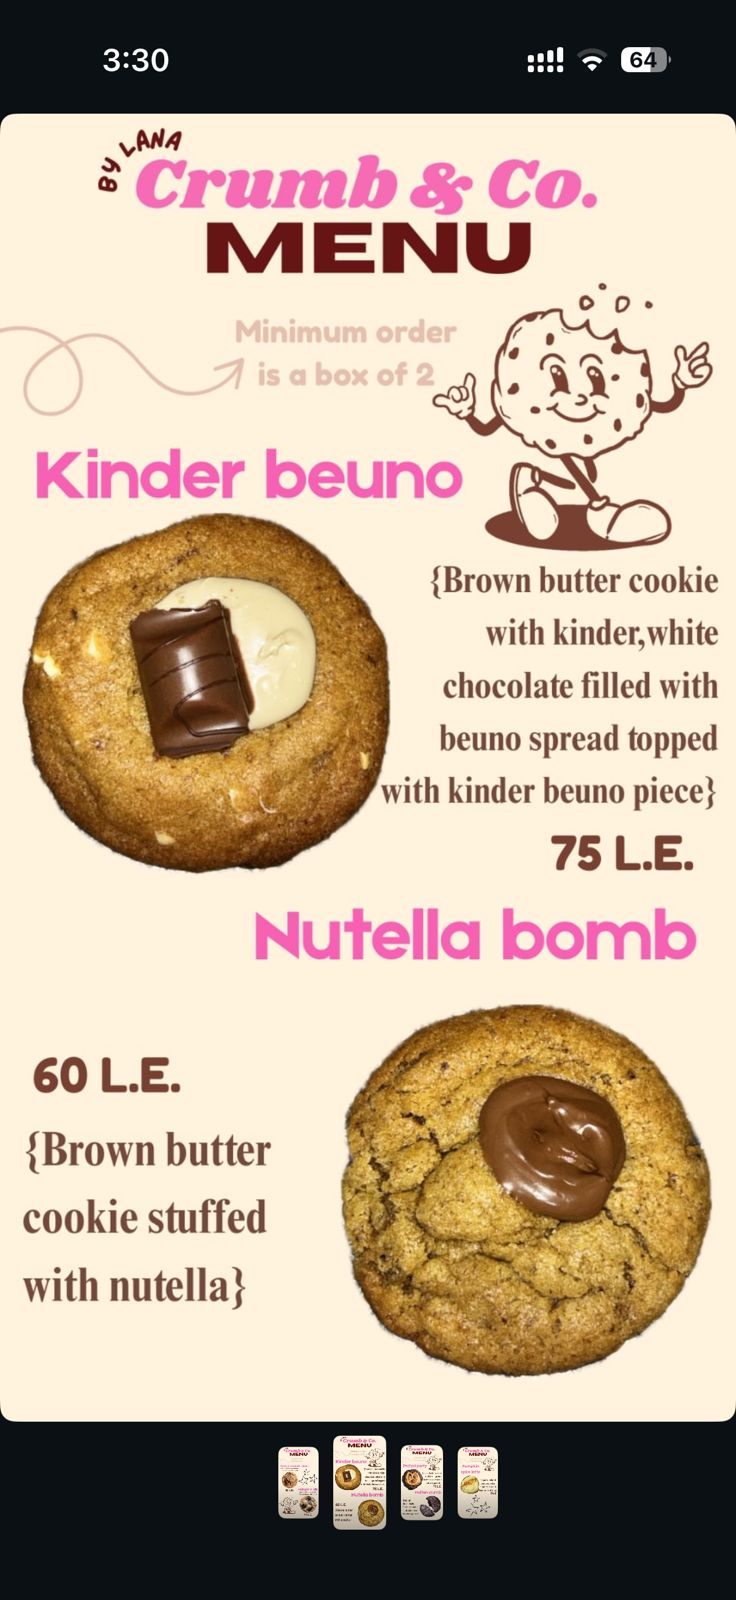 3:30
64
BY LANA
Crumb & Co.
MENU
Minimum order
is a box of 2
Kinder beuno
{Brown butter cookie
with kinder,white
chocolate filled with
beuno spread topped
with kinder beuno piece}
75 L.E.
Nutella bomb
60 L.E.
{Brown butter
cookie stuffed
with nutella}